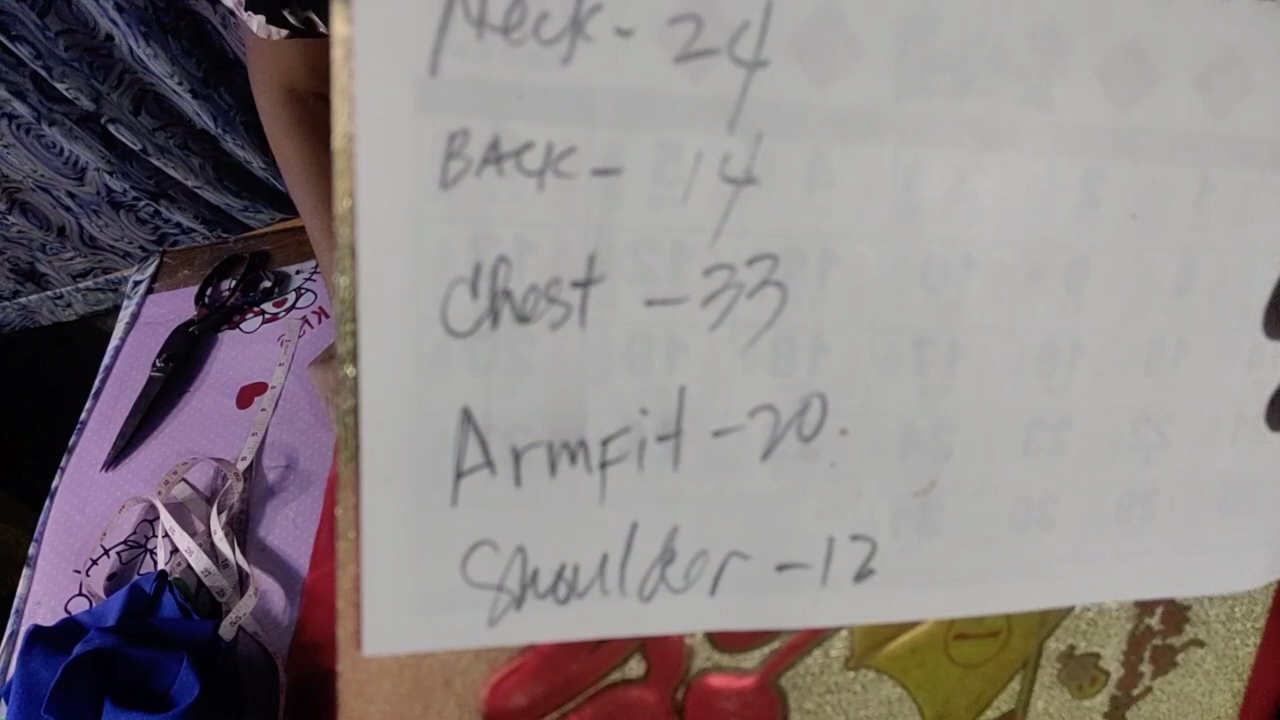 Neck - 24
BACK - 14
Chest - 33
Armfit - 20.
Shoulder - 12